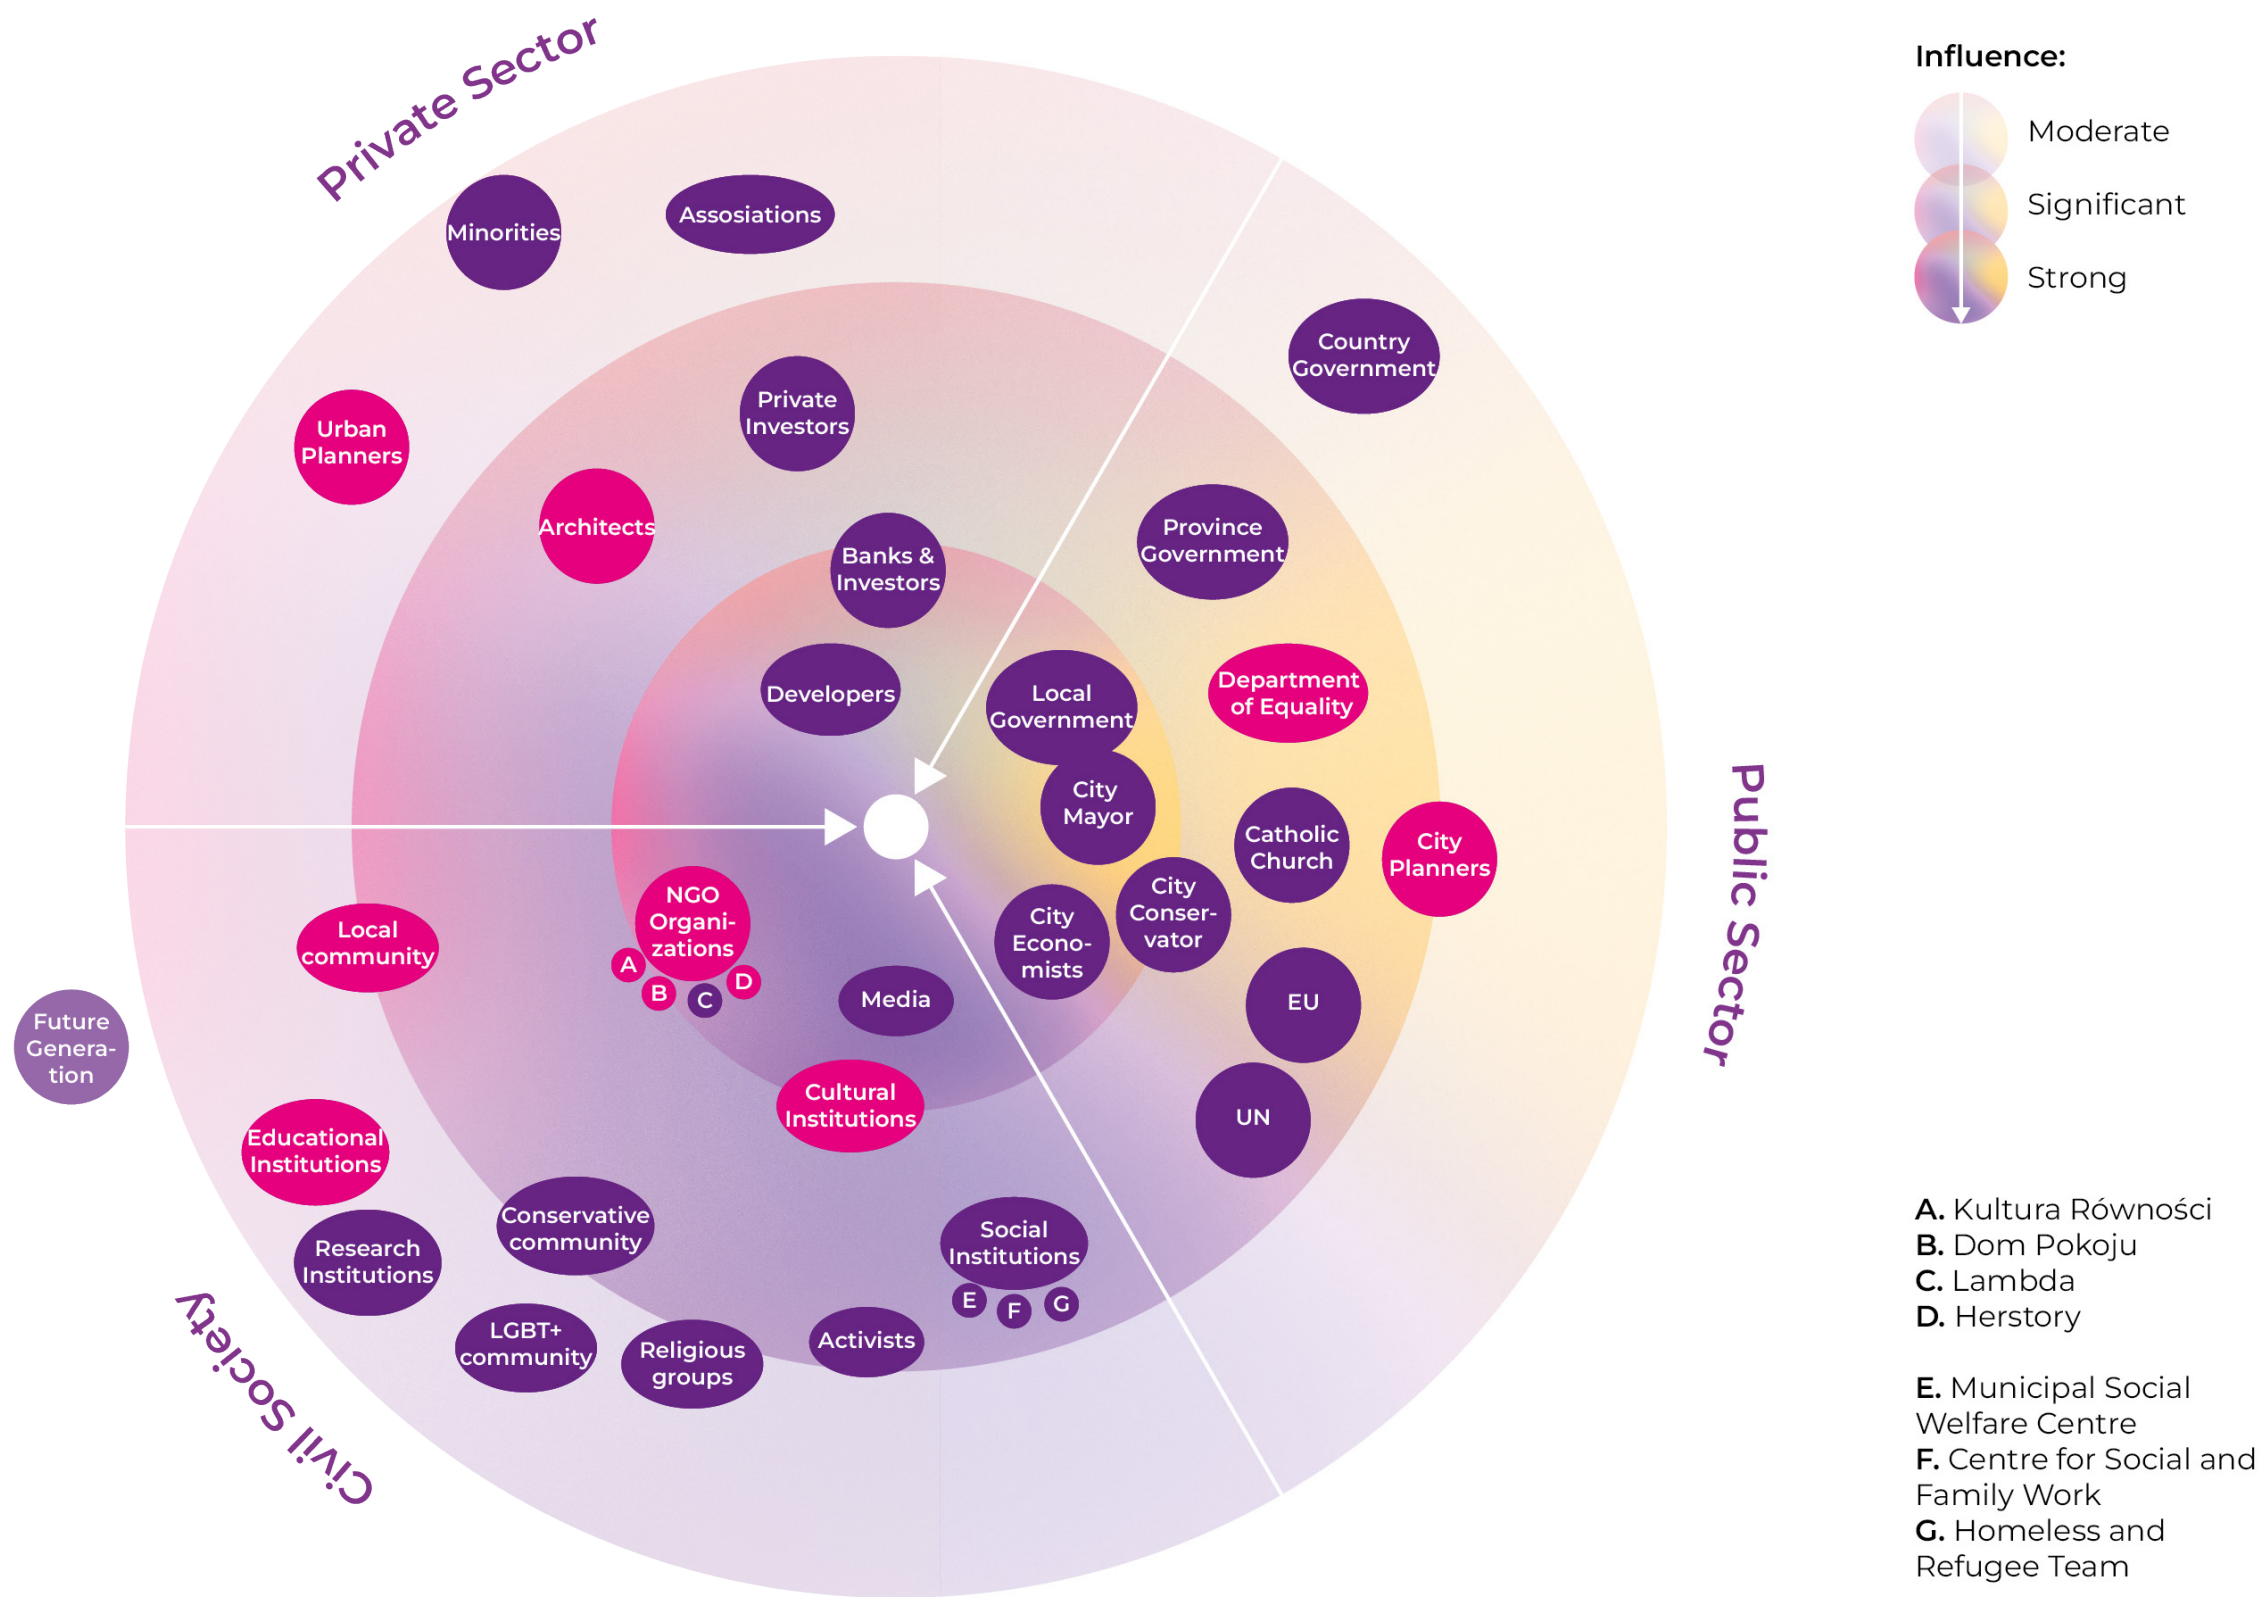 Private Sector
Influence:
Moderate
Significant
Strong
Minorities
Assosiations
Country
Government
Urban
Planners
Private
Investors
Architects
Banks &
Investors
Province
Government
Developers
Local
Government
Department
of Equality
City
Mayor
Catholic
Church
City
Planners
Public Sector
NGO
Organi-
zations
A
B
C
D
City
Conser-
vator
City
Econo-
mists
Local
community
Media
EU
Future
Genera-
tion
Cultural
Institutions
UN
Educational
Institutions
Conservative
community
Social
Institutions
E
F
G
Research
Institutions
LGBT+
community
Religious
groups
Activists
Civil Society
A. Kultura Równości
B. Dom Pokoju
C. Lambda
D. Herstory
E. Municipal Social
Welfare Centre
F. Centre for Social and
Family Work
G. Homeless and
Refugee Team